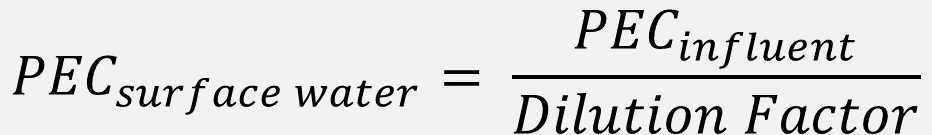 PEC_surface water = PEC_influent / Dilution Factor